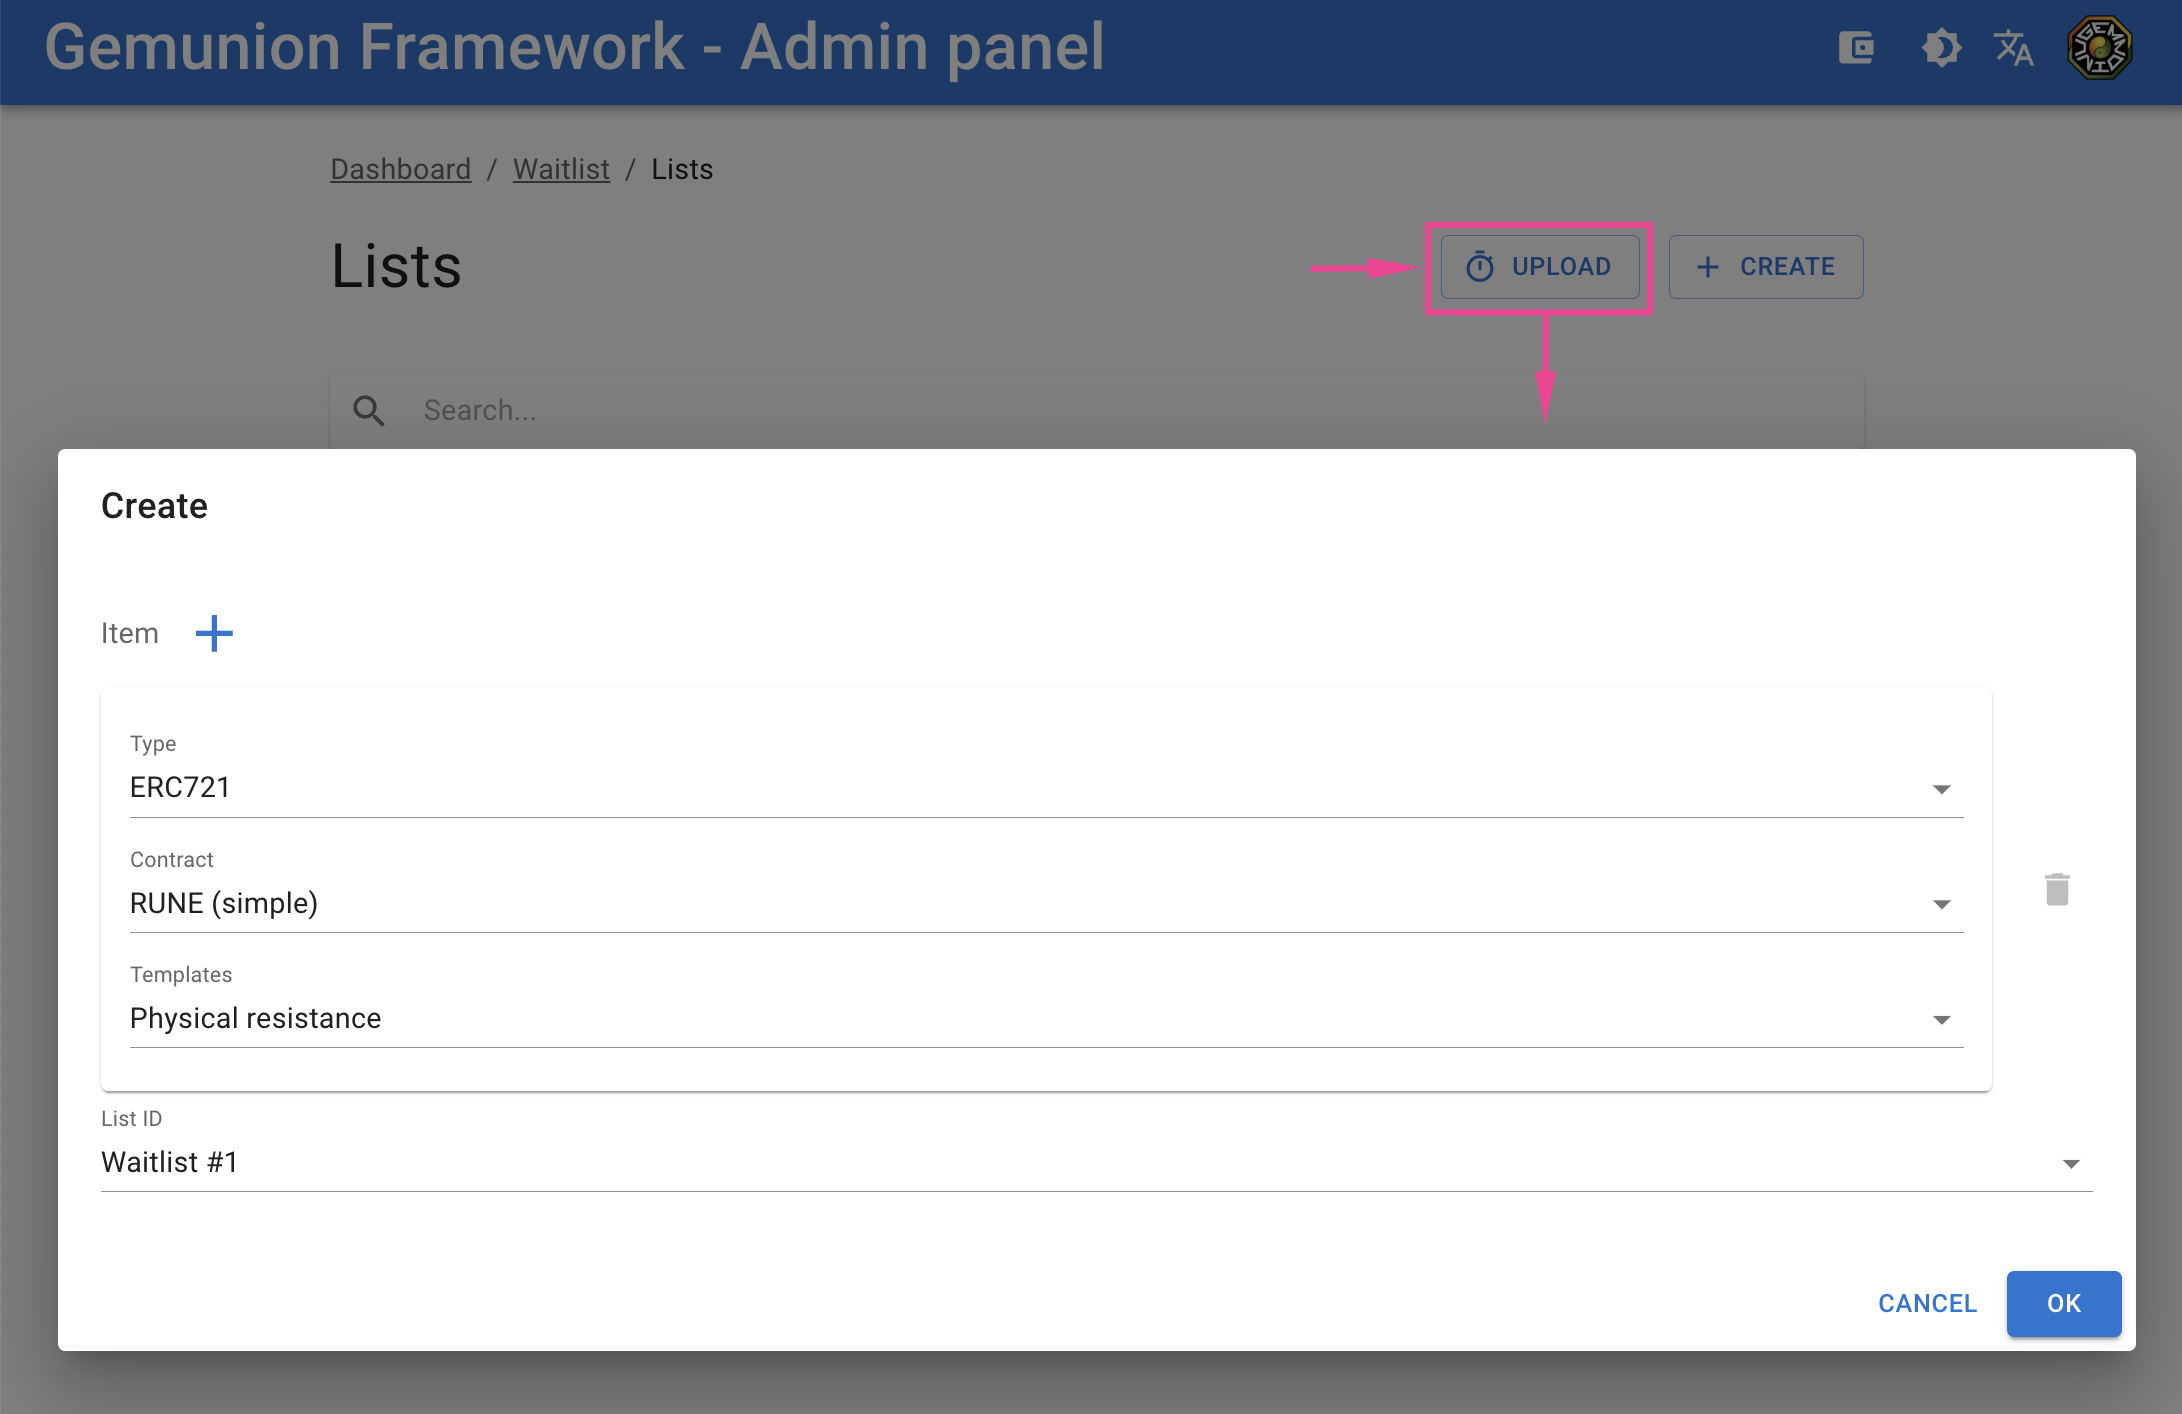 Gemunion Framework - Admin panel
Dashboard / Waitlist / Lists
Lists
UPLOAD
CREATE
Search...
Create
Item
Type
ERC721
Contract
RUNE (simple)
Templates
Physical resistance
List ID
Waitlist #1
CANCEL
OK